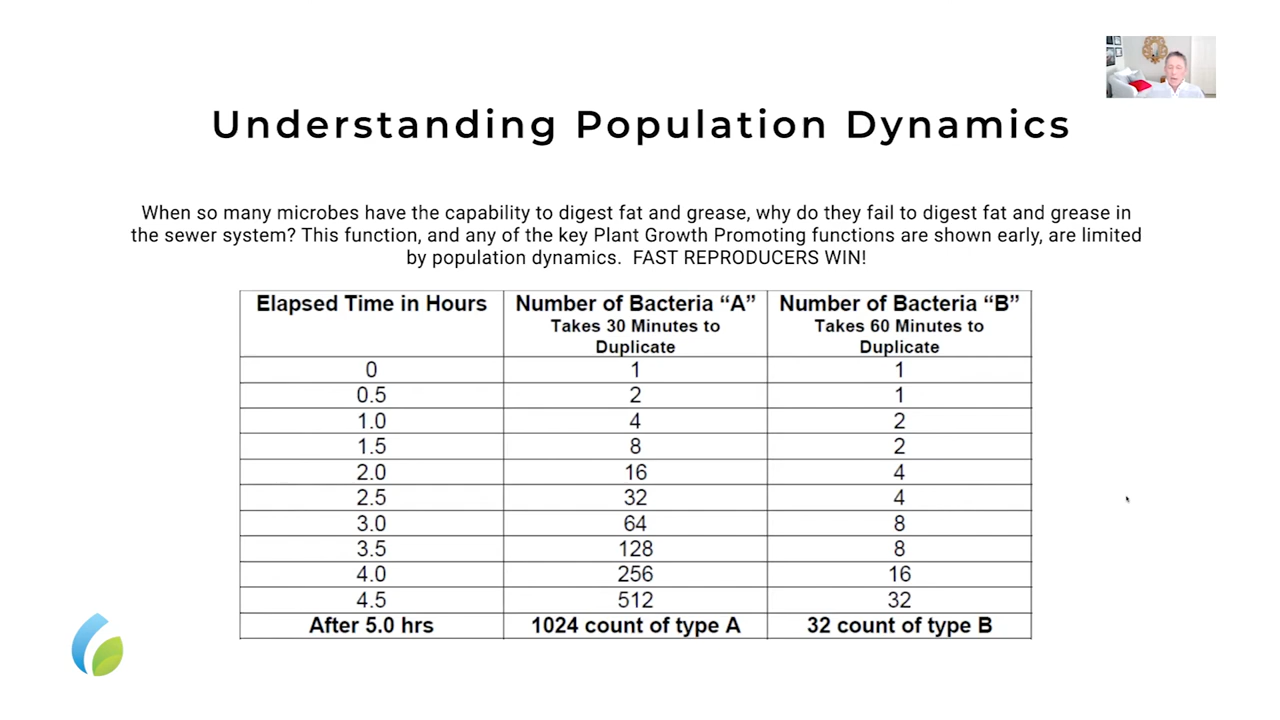 Understanding Population Dynamics
When so many microbes have the capability to digest fat and grease, why do they fail to digest fat and grease in
the sewer system? This function, and any of the key Plant Growth Promoting functions are shown early, are limited
by population dynamics.  FAST REPRODUCERS WIN!
Elapsed Time in Hours Number of Bacteria “A” Number of Bacteria “B”
Takes 30 Minutes to Takes 60 Minutes to
Duplicate Duplicate
0 1 1
0.5 2 1
1.0 4 2
1.5 8 2
2.0 16 4
2.5 32 4
3.0 64 8
3.5 128 8
4.0 256 16
4.5 512 32
After 5.0 hrs 1024 count of type A 32 count of type B